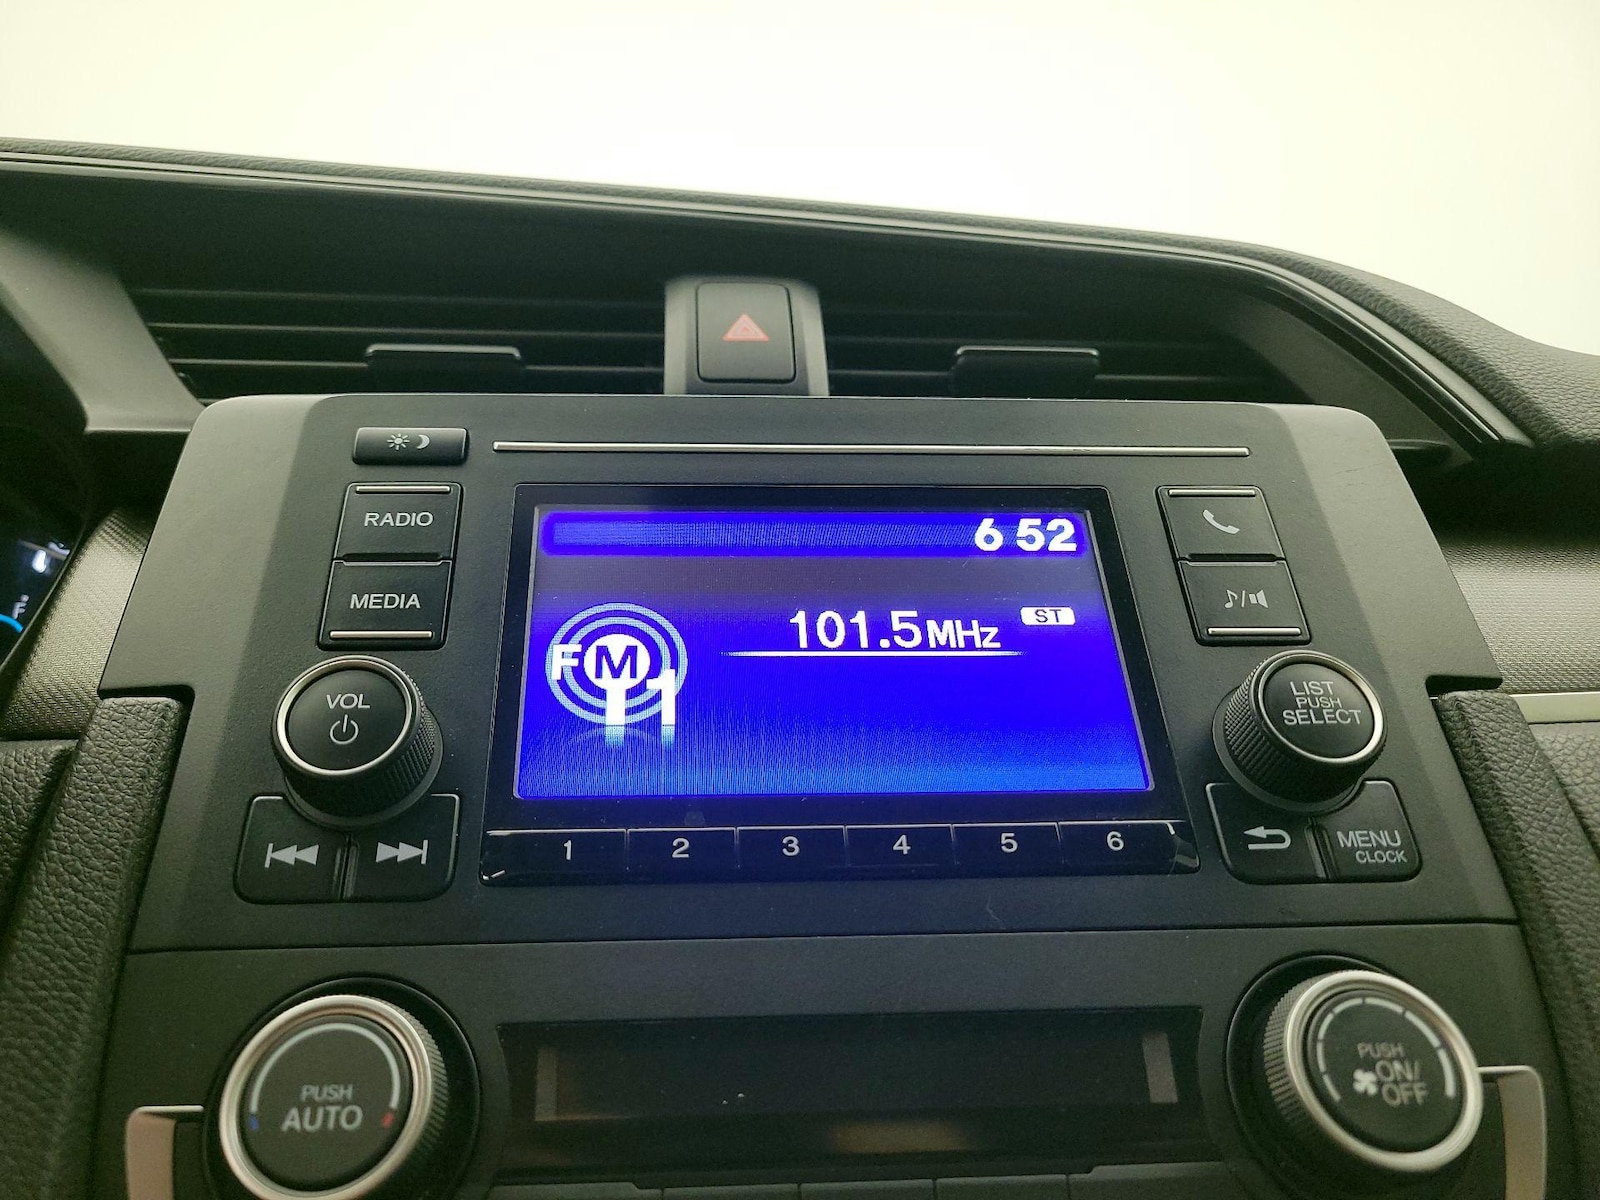 6 52
RADIO
MEDIA
101.5MHz
ST
FM
1
VOL
LIST
PUSH
SELECT
1 2 3 4 5 6
MENU
CLOCK
PUSH
AUTO
PUSH
ON/
OFF